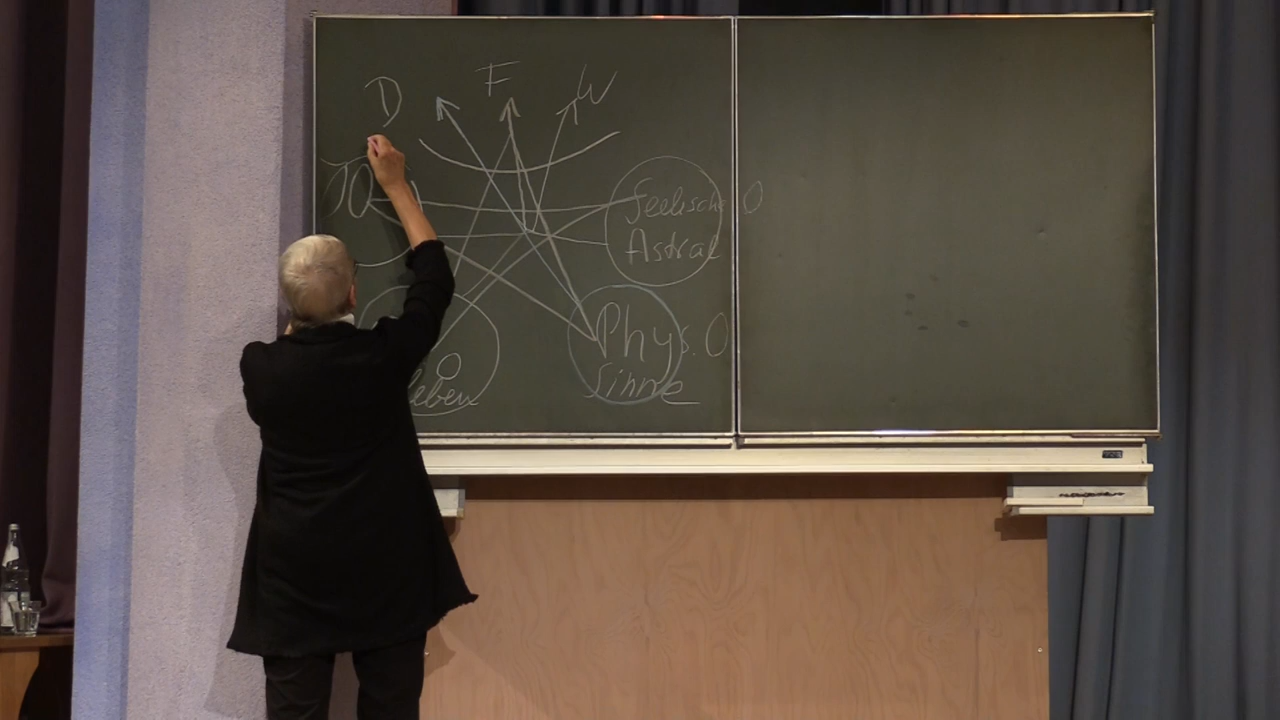 D F W
Seelische O
Astral
Phys. O
Sinne
leben